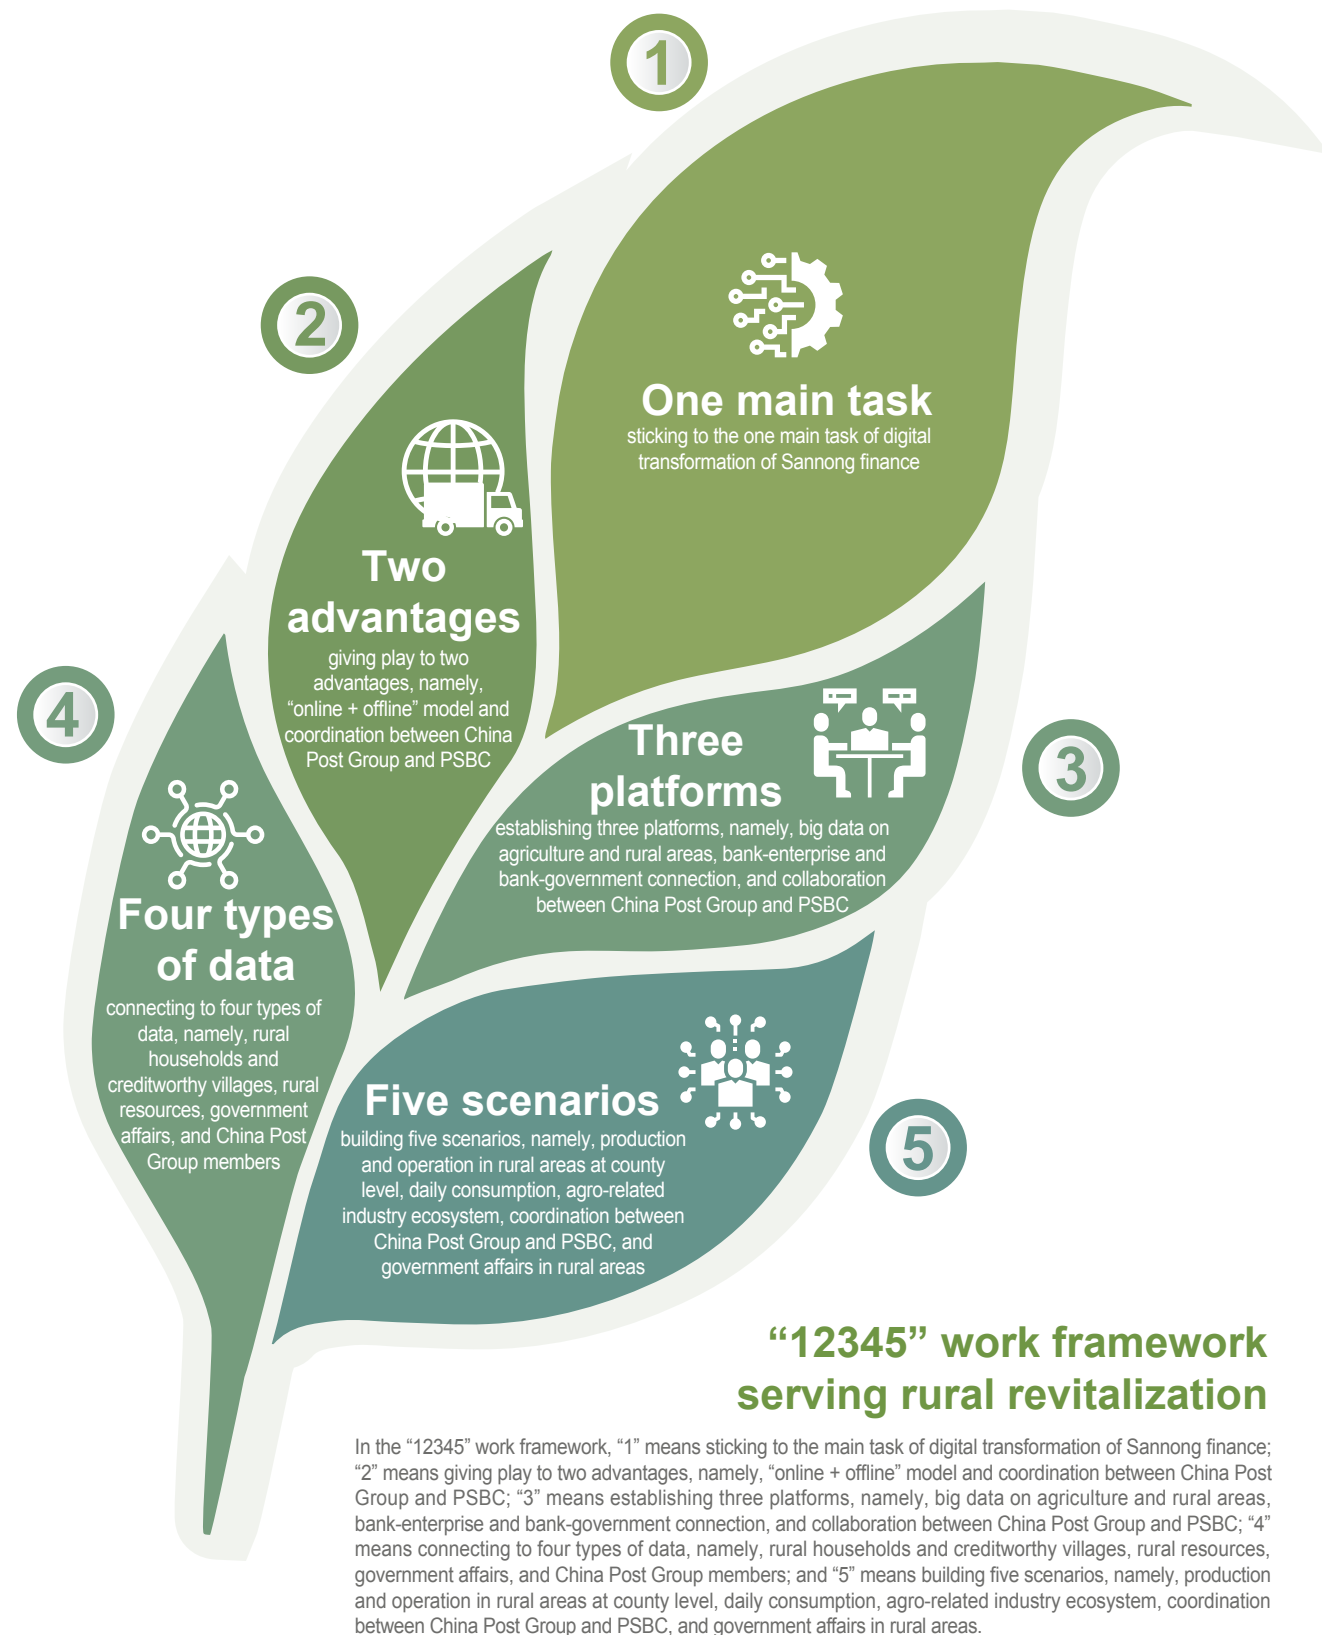 1
One main task
sticking to the one main task of digital
transformation of Sannong finance
2
Two
advantages
giving play to two
advantages, namely,
“online + offline” model and
coordination between China
Post Group and PSBC
3
Three
platforms
establishing three platforms, namely, big data on
agriculture and rural areas, bank-enterprise and
bank-government connection, and collaboration
between China Post Group and PSBC
4
Four types
of data
connecting to four types of
data, namely, rural
households and
creditworthy villages, rural
resources, government
affairs, and China Post
Group members
5
Five scenarios
building five scenarios, namely, production
and operation in rural areas at county
level, daily consumption, agro-related
industry ecosystem, coordination between
China Post Group and PSBC, and
government affairs in rural areas
“12345” work framework
serving rural revitalization
In the “12345” work framework, “1” means sticking to the main task of digital transformation of Sannong finance;
“2” means giving play to two advantages, namely, “online + offline” model and coordination between China Post
Group and PSBC; “3” means establishing three platforms, namely, big data on agriculture and rural areas,
bank-enterprise and bank-government connection, and collaboration between China Post Group and PSBC; “4”
means connecting to four types of data, namely, rural households and creditworthy villages, rural resources,
government affairs, and China Post Group members; and “5” means building five scenarios, namely, production
and operation in rural areas at county level, daily consumption, agro-related industry ecosystem, coordination
between China Post Group and PSBC, and government affairs in rural areas.